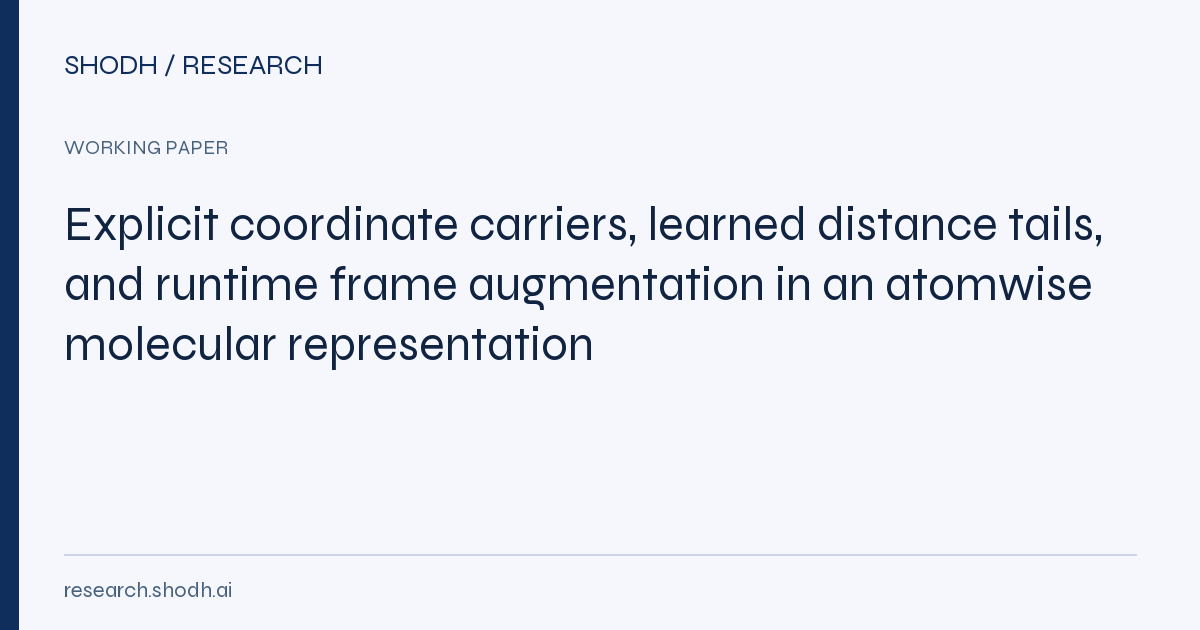 SHODH / RESEARCH
WORKING PAPER
Explicit coordinate carriers, learned distance tails,
and runtime frame augmentation in an atomwise
molecular representation
research.shodh.ai